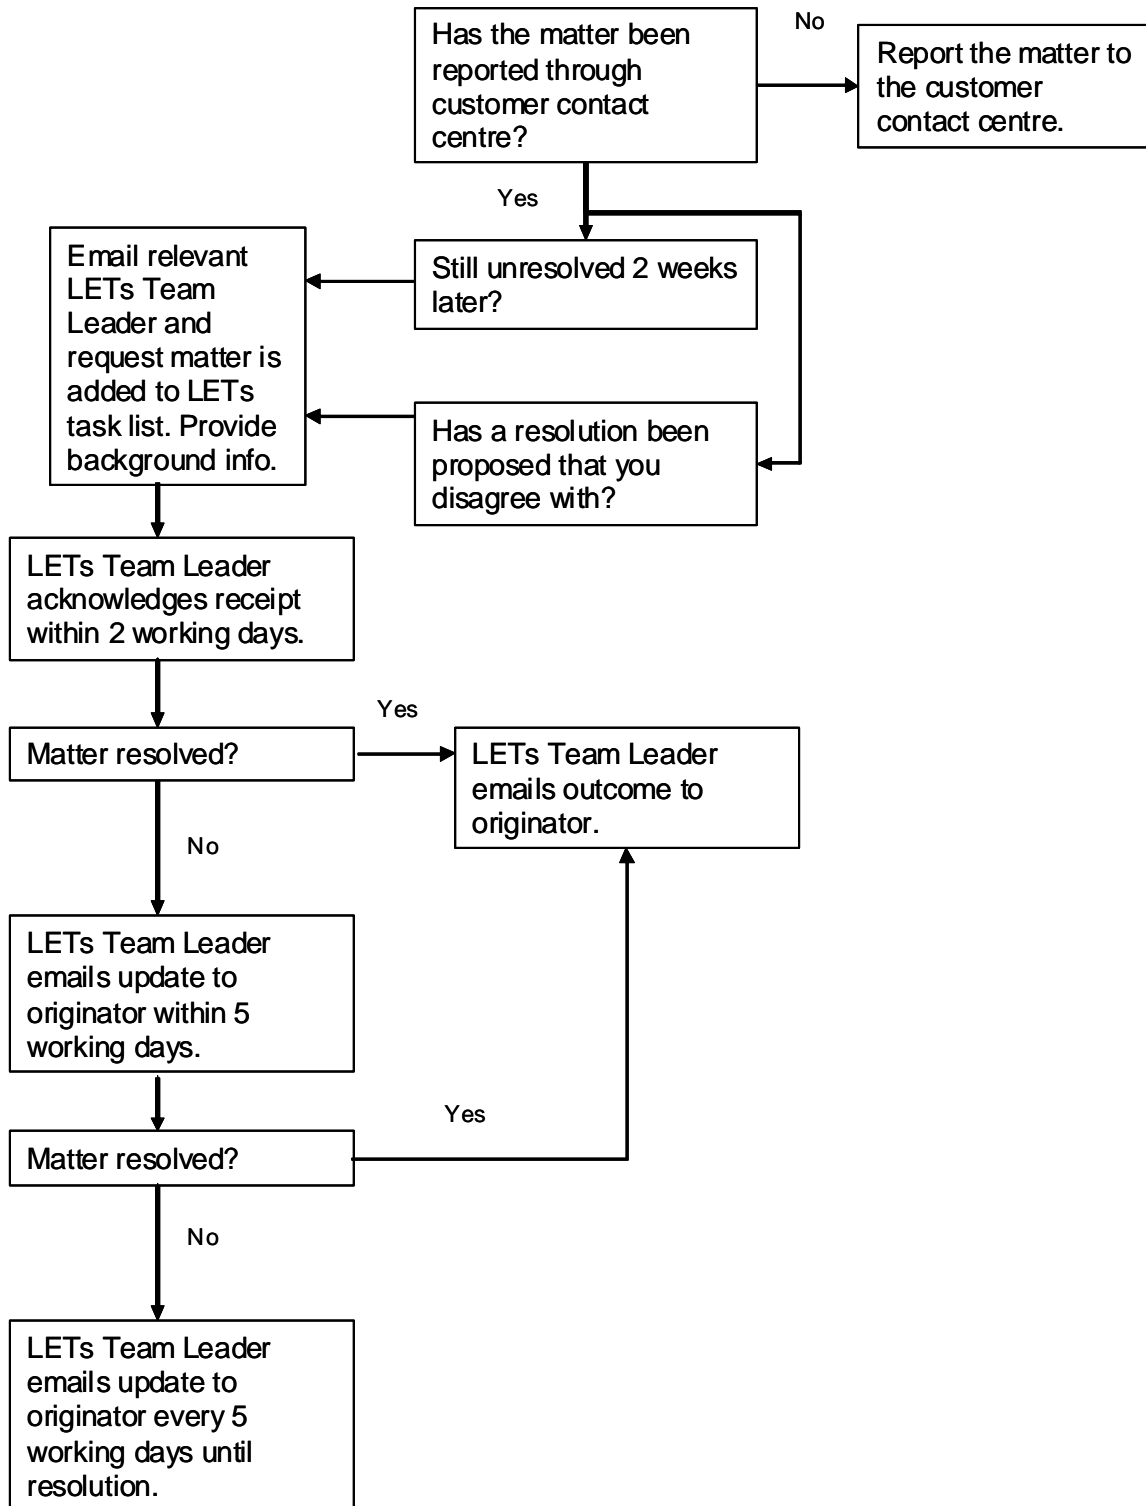 Has the matter been
reported through
customer contact
centre?
No
Report the matter to
the customer
contact centre.
Yes
Email relevant
LETs Team
Leader and
request matter is
added to LETs
task list. Provide
background info.
Still unresolved 2 weeks
later?
Has a resolution been
proposed that you
disagree with?
LETs Team Leader
acknowledges receipt
within 2 working days.
Matter resolved?
Yes
LETs Team Leader
emails outcome to
originator.
No
LETs Team Leader
emails update to
originator within 5
working days.
Matter resolved?
Yes
No
LETs Team Leader
emails update to
originator every 5
working days until
resolution.